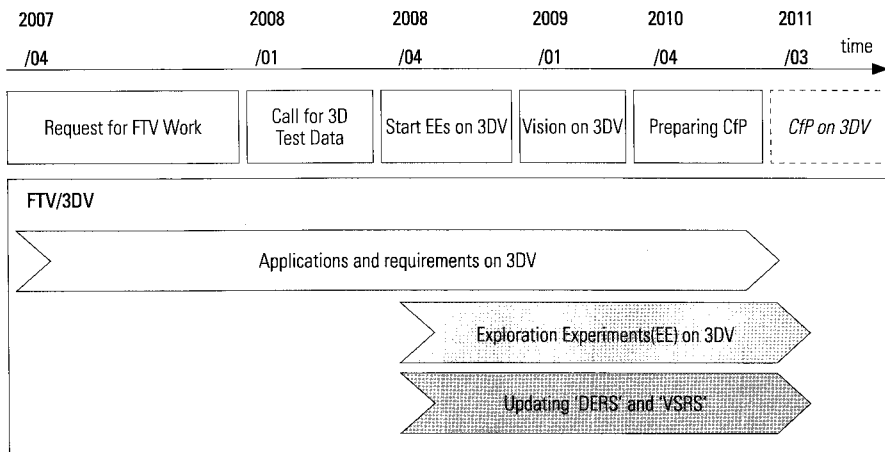 2007 2008 2008 2009 2010 2011
time
/04 /01 /04 /01 /04 /03
Request for FTV Work
Call for 3D
Test Data
Start EEs on 3DV
Vision on 3DV
Preparing CfP
CfP on 3DV
FTV/3DV
Applications and requirements on 3DV
Exploration Experiments(EE) on 3DV
Updating 'DERS' and 'VSRS'